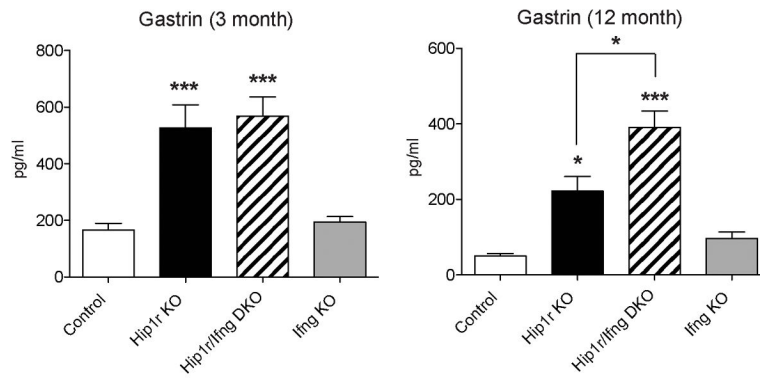 Gastrin (3 month)
800
600
400
200
0
pg/ml
***
***
Control
Hip1r KO
Hip1r/Ifng DKO
Ifng KO
Gastrin (12 month)
600
400
200
0
pg/ml
*
*
***
Control
Hip1r KO
Hip1r/Ifng DKO
Ifng KO